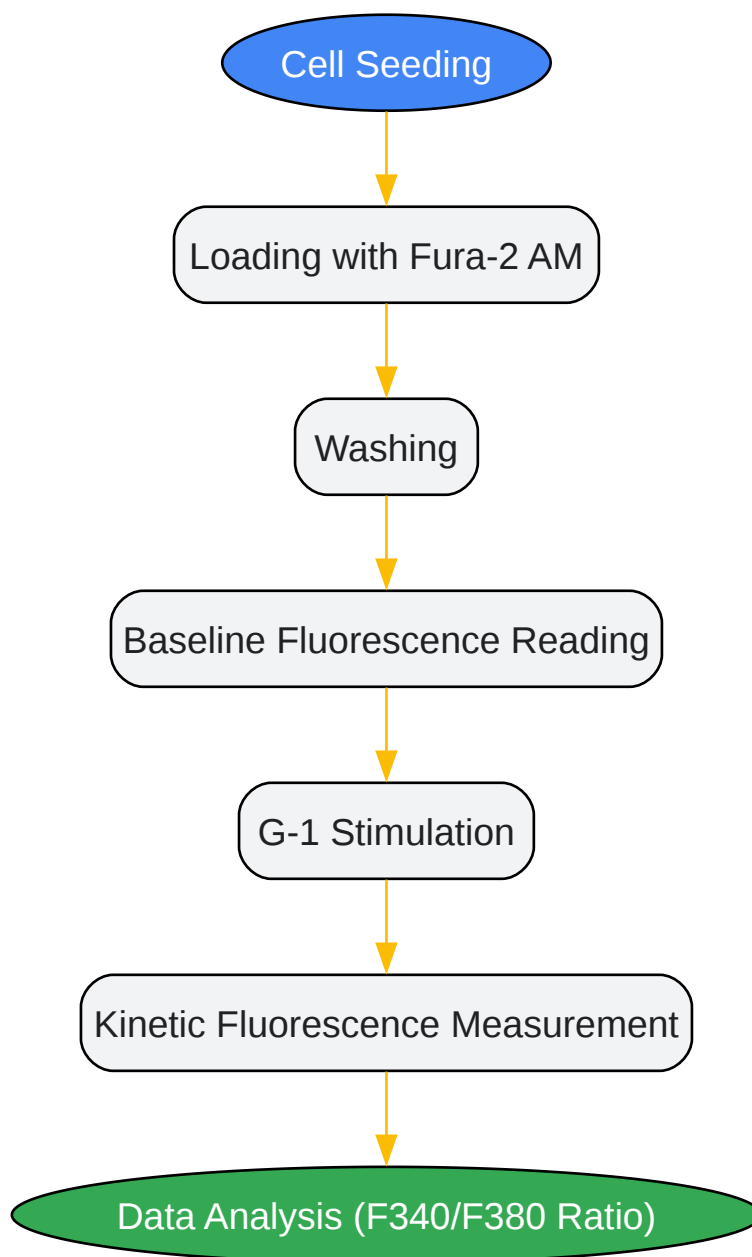 Cell Seeding
Loading with Fura-2 AM
Washing
Baseline Fluorescence Reading
G-1 Stimulation
Kinetic Fluorescence Measurement
Data Analysis (F340/F380 Ratio)